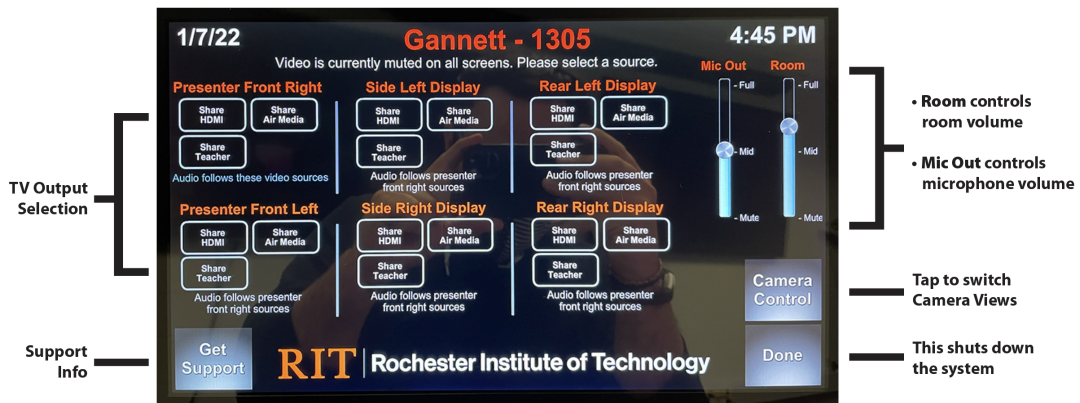 1/7/22
Gannett - 1305
4:45 PM
Video is currently muted on all screens. Please select a source.
Mic Out
Room
Presenter Front Right
Share
HDMI
Share
Air Media
Share
Teacher
Audio follows these video sources
Side Left Display
Share
HDMI
Share
Air Media
Share
Teacher
Audio follows presenter
front right sources
Rear Left Display
Share
HDMI
Share
Air Media
Share
Teacher
Audio follows presenter
front right sources
- Full
- Mid
- Mute
- Full
- Mid
- Mute
Presenter Front Left
Share
HDMI
Share
Air Media
Share
Teacher
Audio follows presenter
front right sources
Side Right Display
Share
HDMI
Share
Air Media
Share
Teacher
Audio follows presenter
front right sources
Rear Right Display
Share
HDMI
Share
Air Media
Share
Teacher
Audio follows presenter
front right sources
Camera
Control
Get
Support
RIT | Rochester Institute of Technology
Done
TV Output
Selection
Support
Info
• Room controls
room volume
• Mic Out controls
microphone volume
Tap to switch
Camera Views
This shuts down
the system